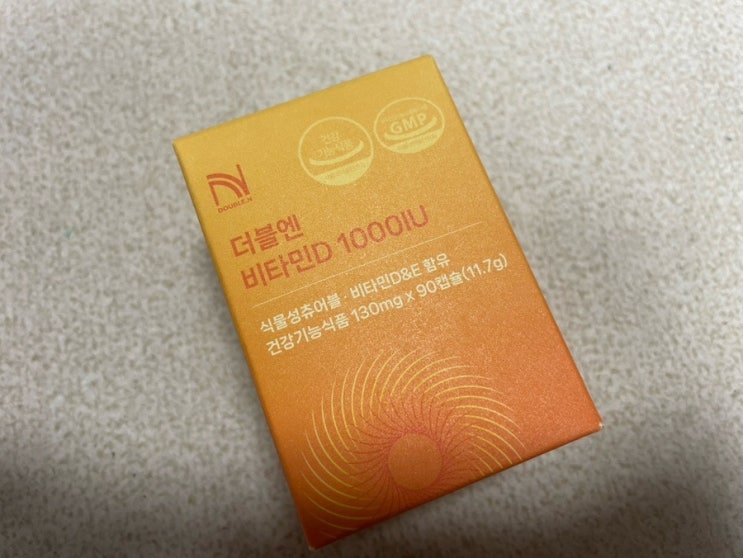 건강
기능식품
GMP
DOUBLE.N
더블엔
비타민D 1000IU
식물성츄어블 · 비타민D&E 함유
건강기능식품 130mg x 90캡슐(11.7g)